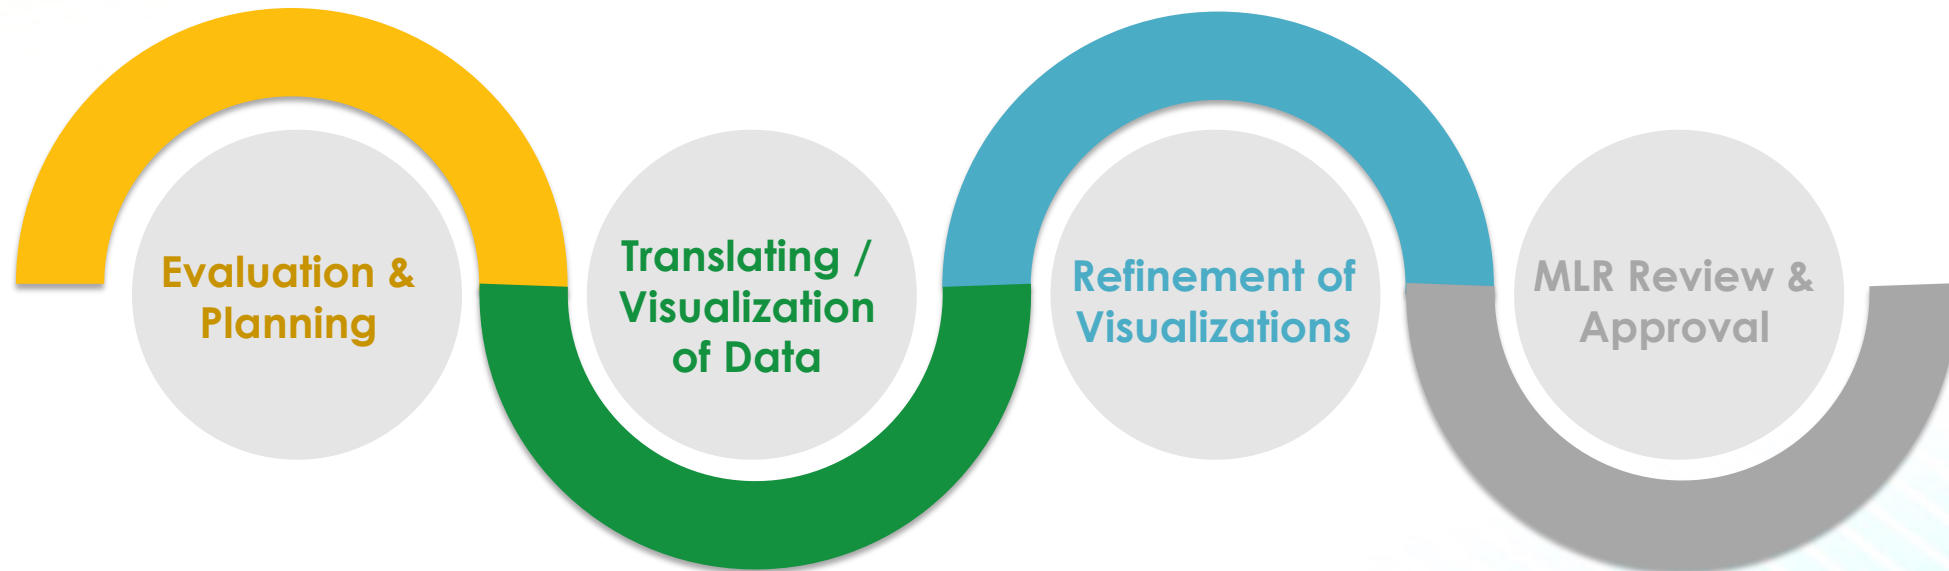 Evaluation &
Planning
Translating /
Visualization
of Data
Refinement of
Visualizations
MLR Review &
Approval